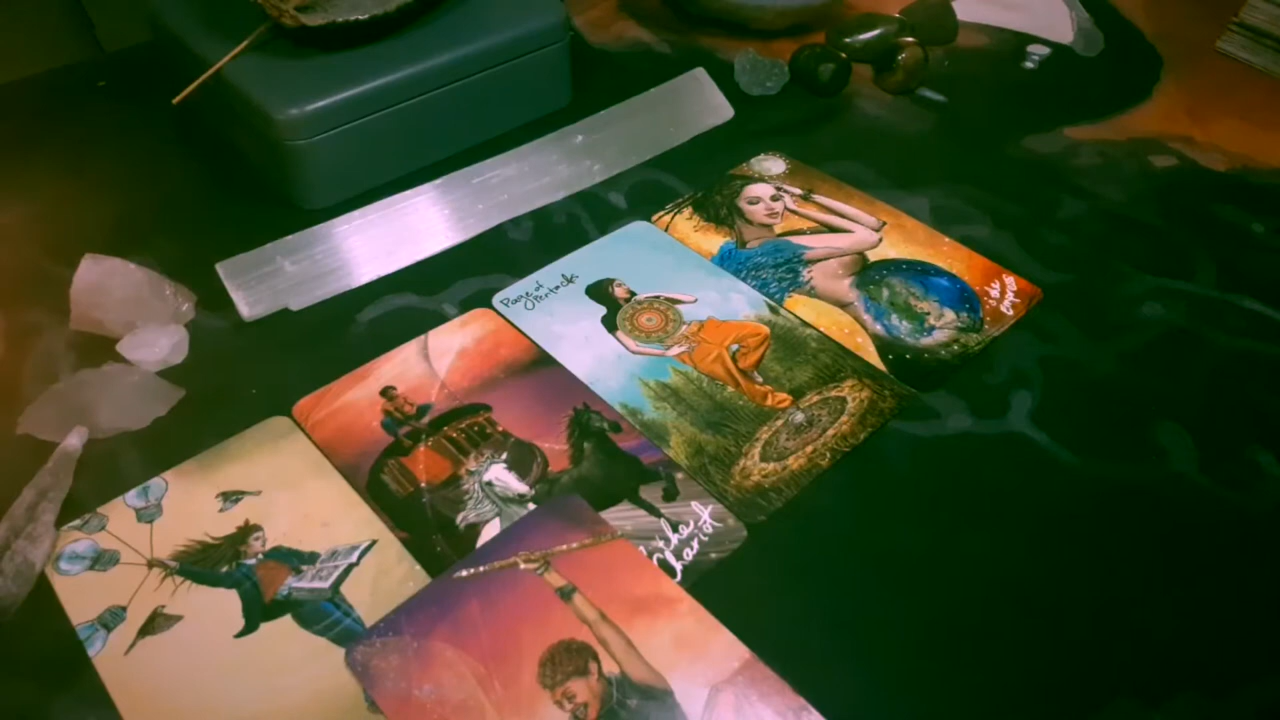 Page of
Pentacles
the
empress
the
chariot